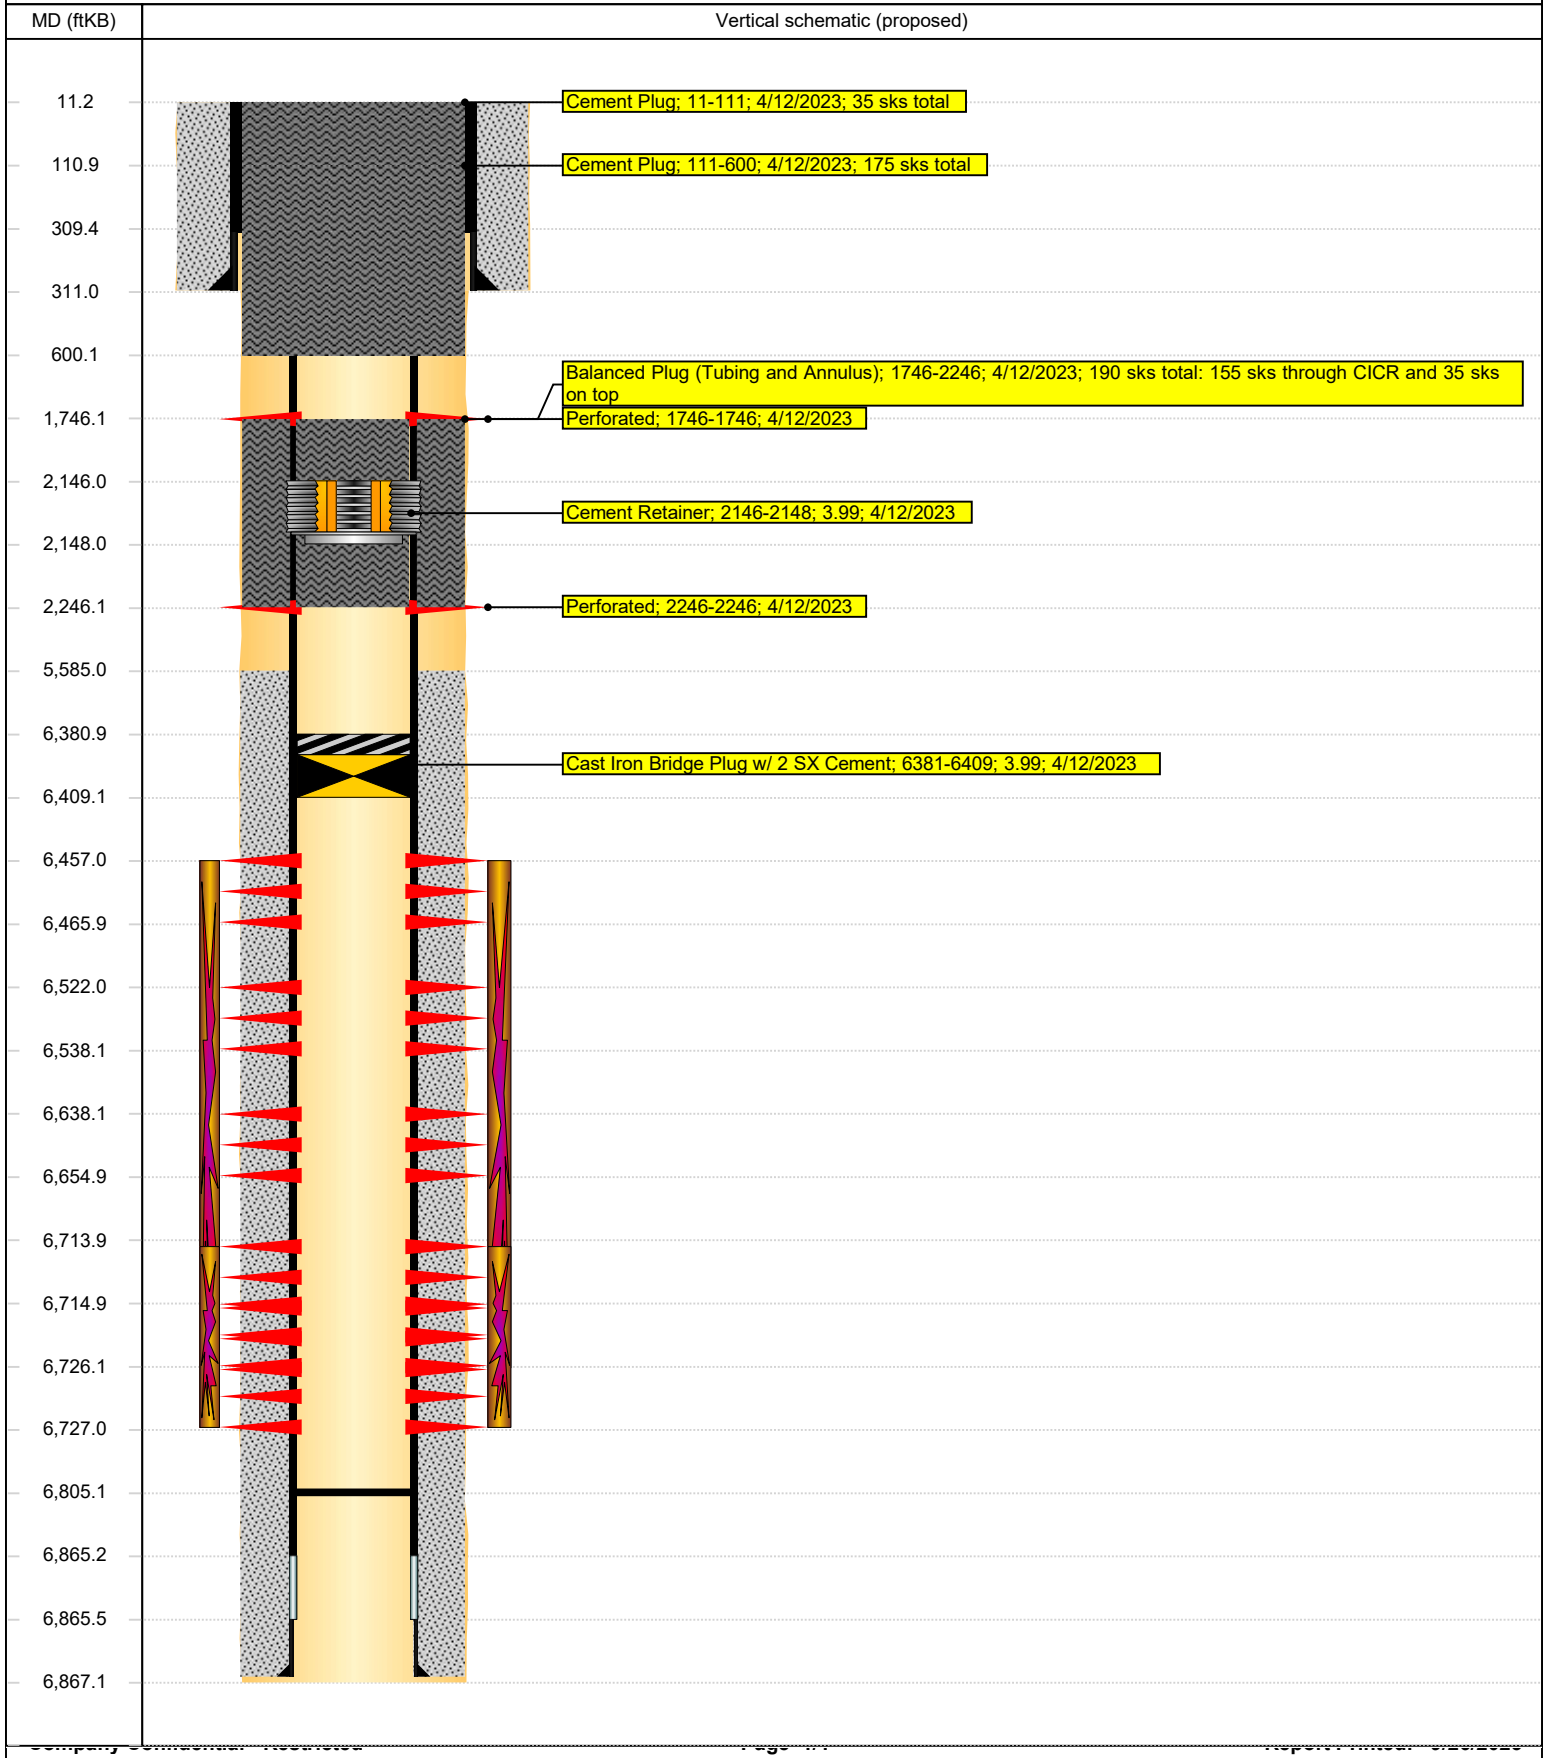 MD (ftKB)
Vertical schematic (proposed)
11.2
Cement Plug; 11-111; 4/12/2023; 35 sks total
110.9
Cement Plug; 111-600; 4/12/2023; 175 sks total
309.4
311.0
600.1
Balanced Plug (Tubing and Annulus); 1746-2246; 4/12/2023; 190 sks total: 155 sks through CICR and 35 sks
on top
1,746.1
Perforated; 1746-1746; 4/12/2023
2,146.0
Cement Retainer; 2146-2148; 3.99; 4/12/2023
2,148.0
2,246.1
Perforated; 2246-2246; 4/12/2023
5,585.0
6,380.9
Cast Iron Bridge Plug w/ 2 SX Cement; 6381-6409; 3.99; 4/12/2023
6,409.1
6,457.0
6,465.9
6,522.0
6,538.1
6,638.1
6,654.9
6,713.9
6,714.9
6,726.1
6,727.0
6,805.1
6,865.2
6,865.5
6,867.1